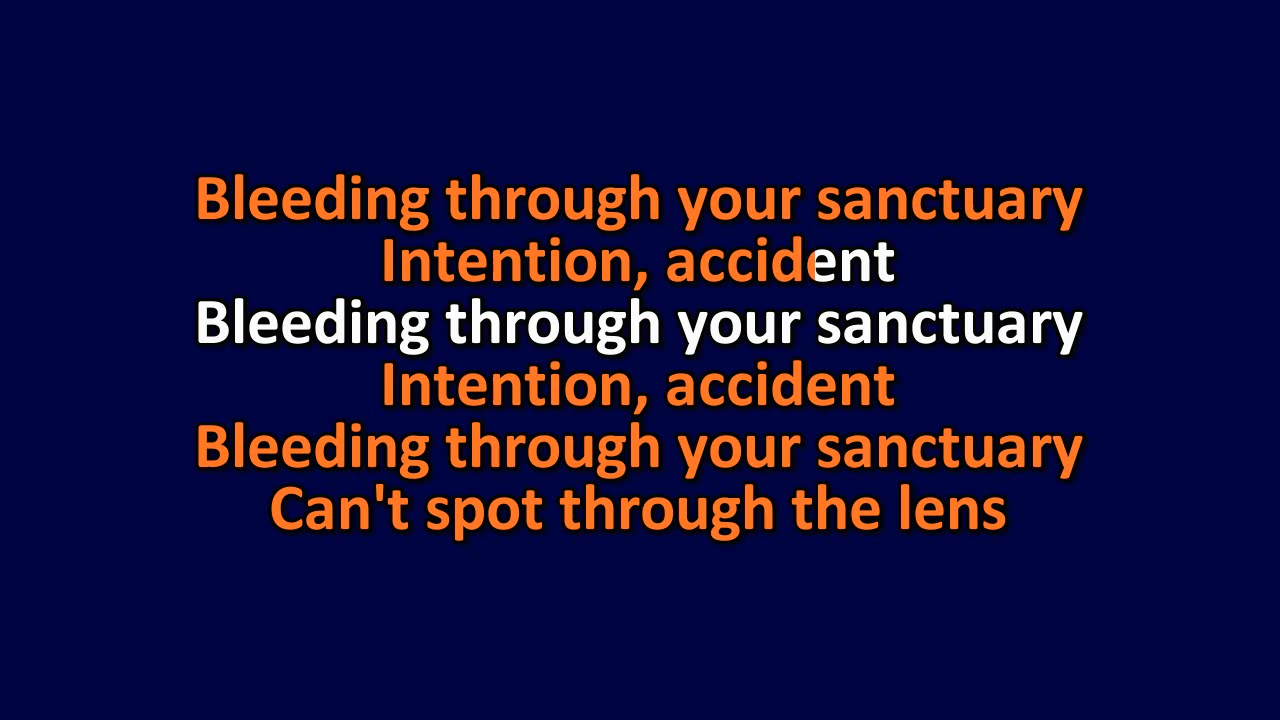 Bleeding through your sanctuary
Intention, accident
Bleeding through your sanctuary
Intention, accident
Bleeding through your sanctuary
Can't spot through the lens